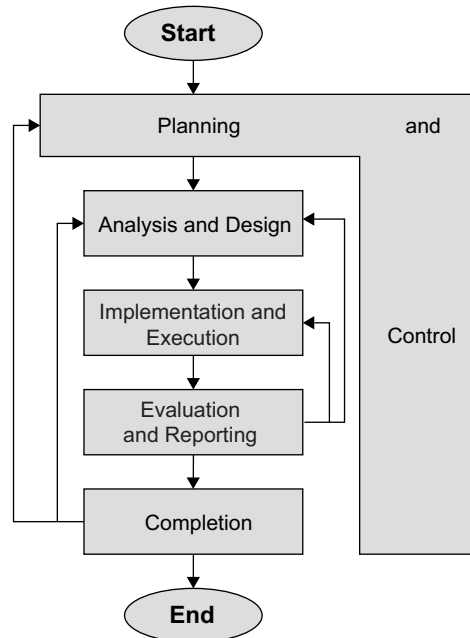 Start
Planning and
Analysis and Design
Implementation and
Execution
Control
Evaluation
and Reporting
Completion
End